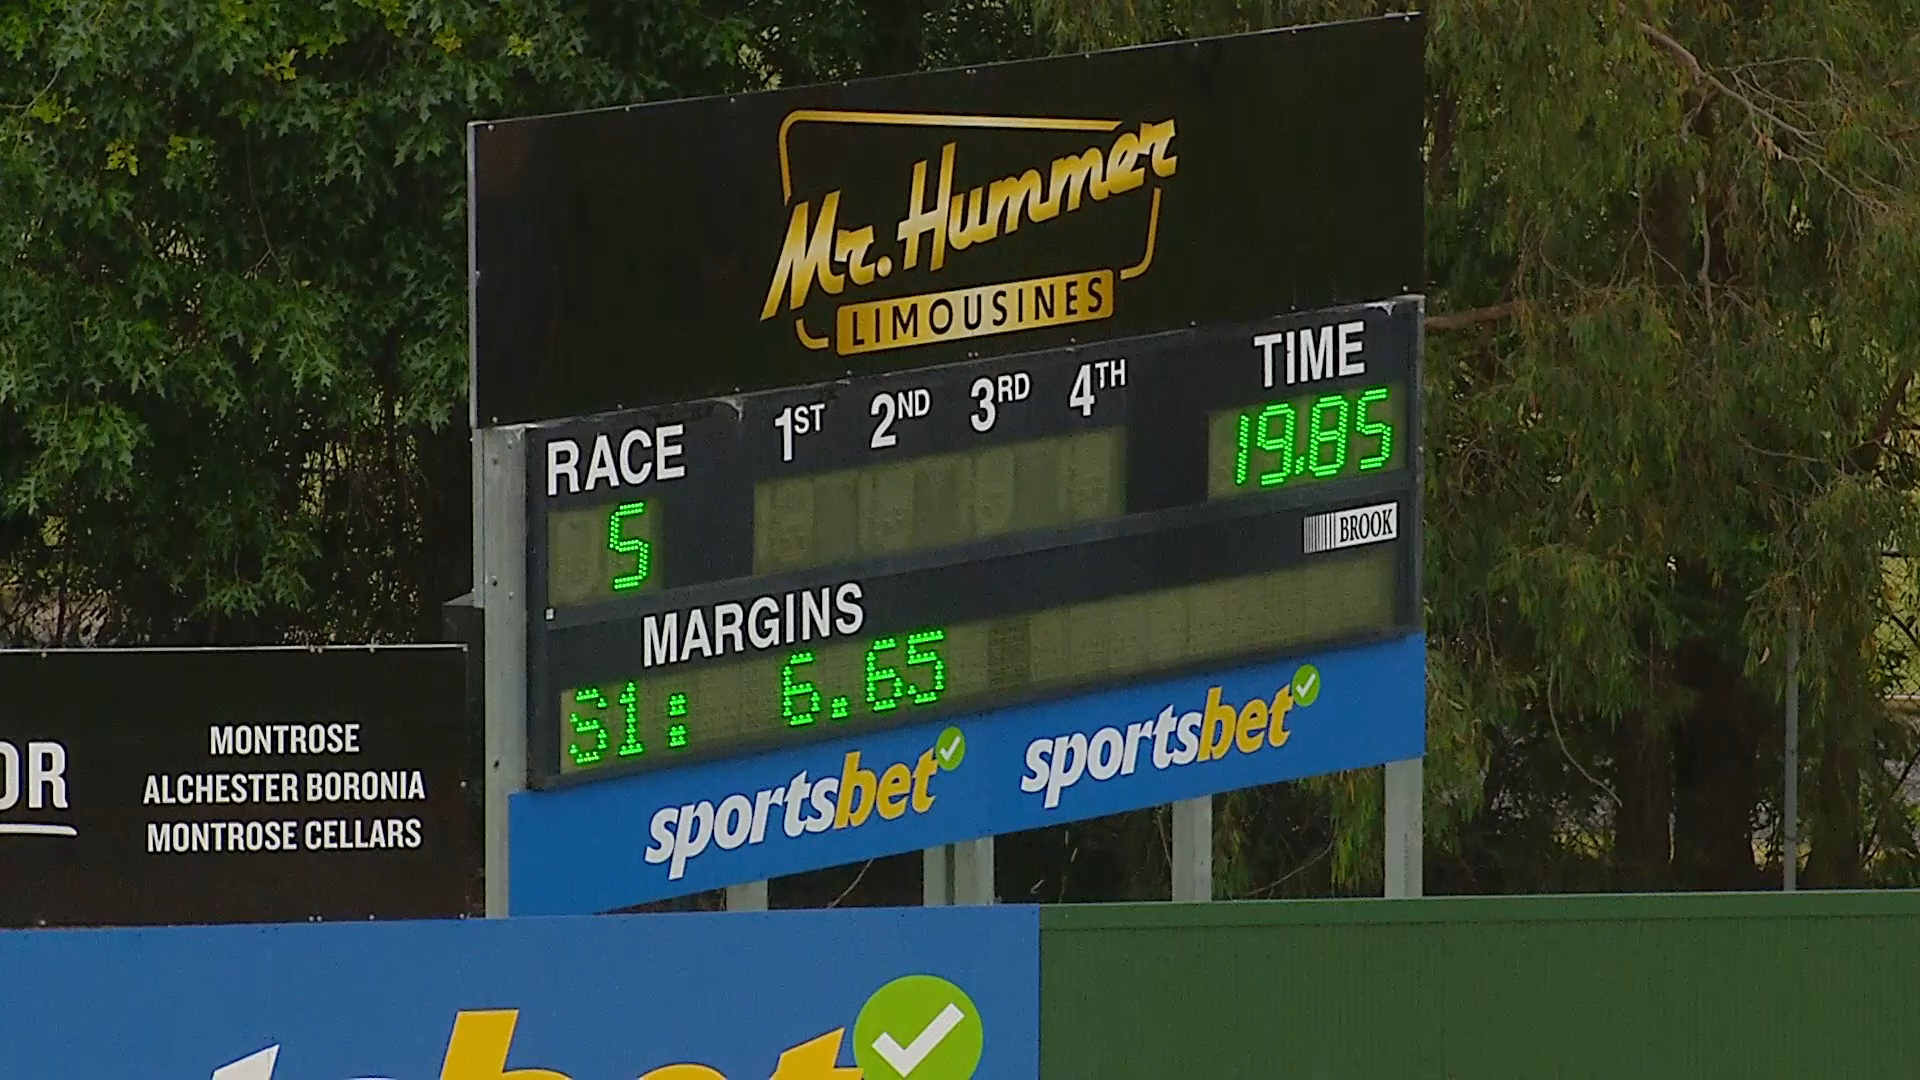 Mr. Hummer
LIMOUSINES
RACE 1ST 2ND 3RD 4TH TIME
5 19.85
BROOK
MARGINS
S1: 6.65
sportsbet sportsbet
OR
MONTROSE
ALCHESTER BORONIA
MONTROSE CELLARS
bet